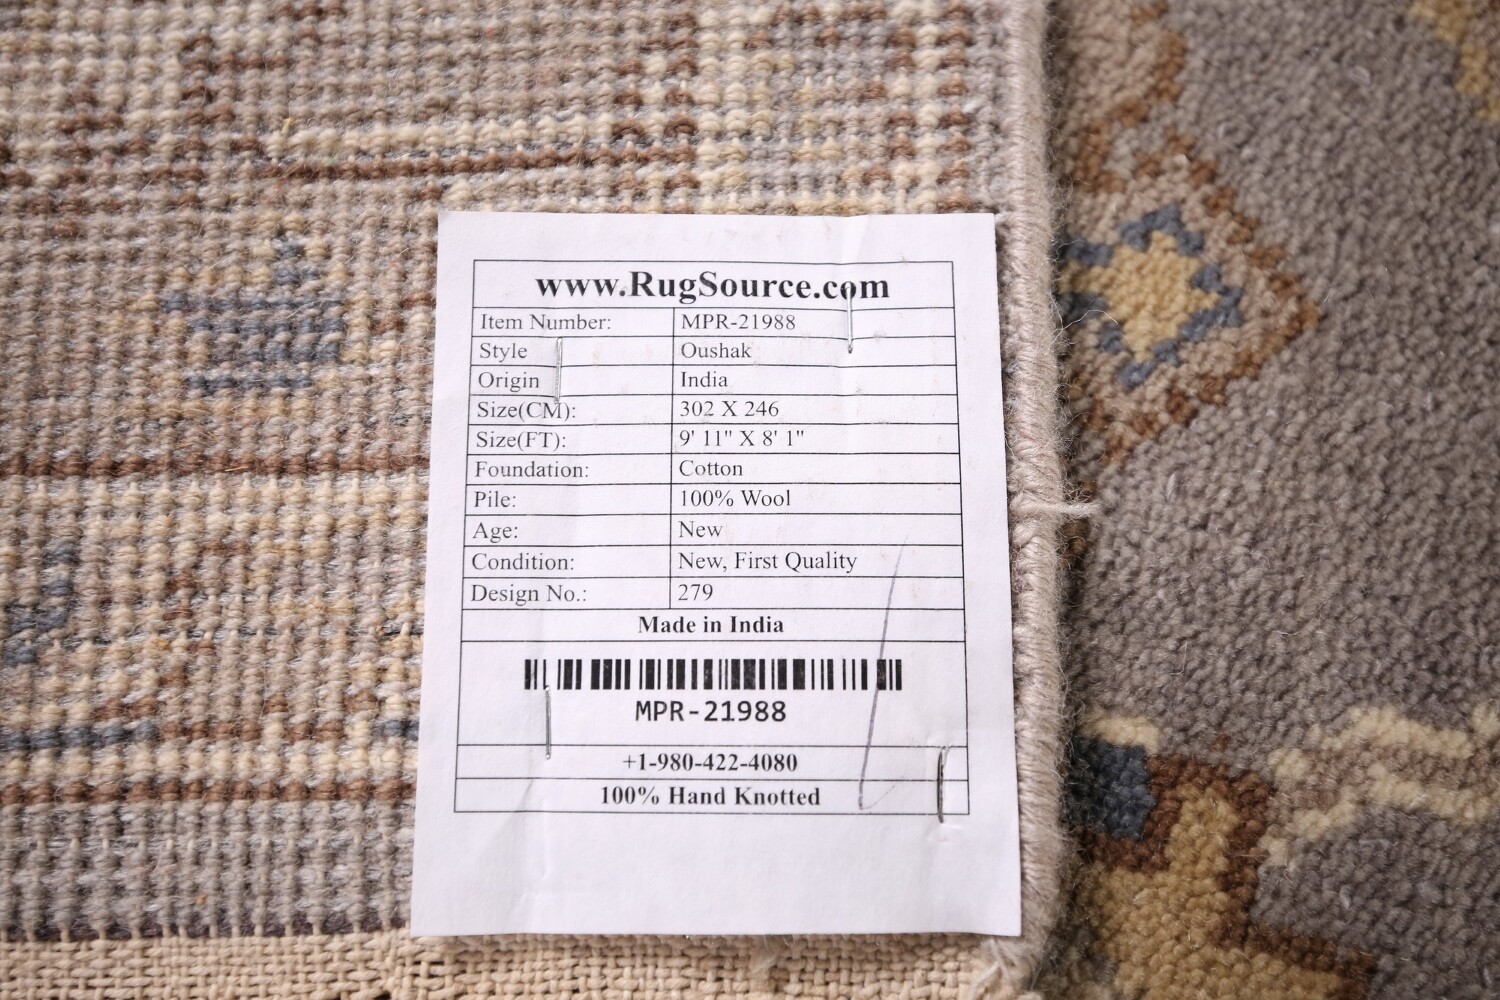 www.RugSource.com
Item Number: MPR-21988
Style Oushak
Origin India
Size(CM): 302 X 246
Size(FT): 9' 11" X 8' 1"
Foundation: Cotton
Pile: 100% Wool
Age: New
Condition: New, First Quality
Design No.: 279
Made in India
MPR-21988
+1-980-422-4080
100% Hand Knotted